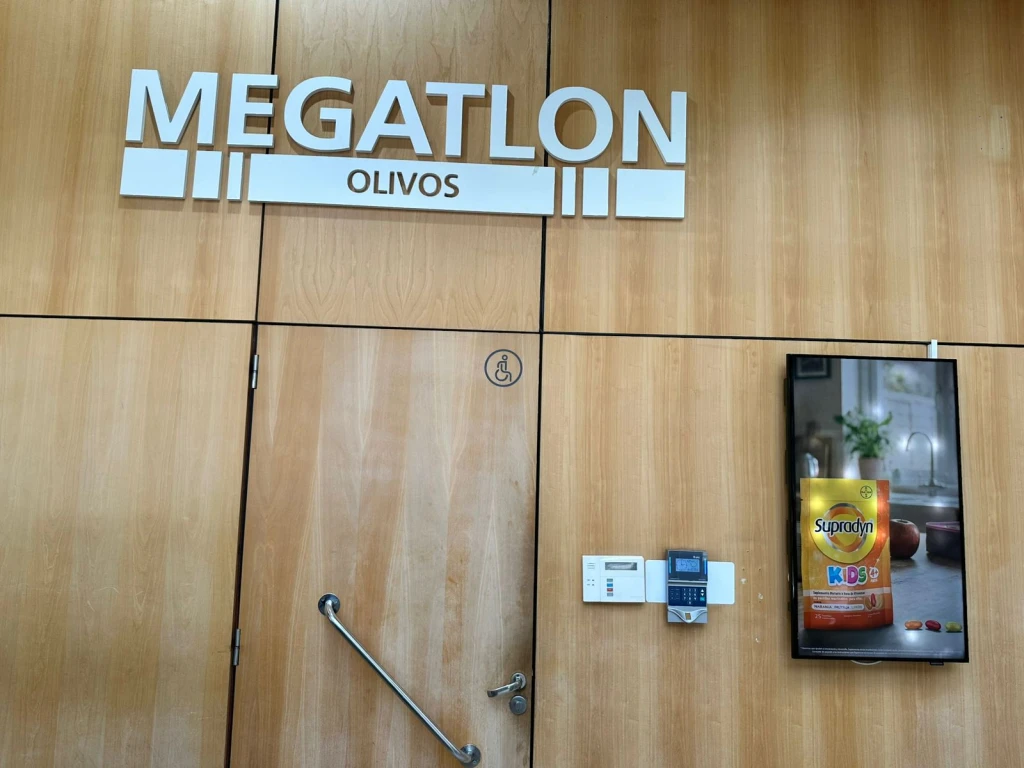 MEGATLON
OLIVOS
Supradyn
KIDS